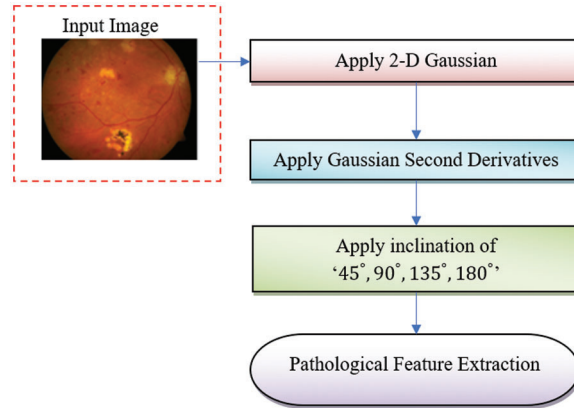 Input Image
Apply 2-D Gaussian
Apply Gaussian Second Derivatives
Apply inclination of
‘45°, 90°, 135°, 180°’
Pathological Feature Extraction